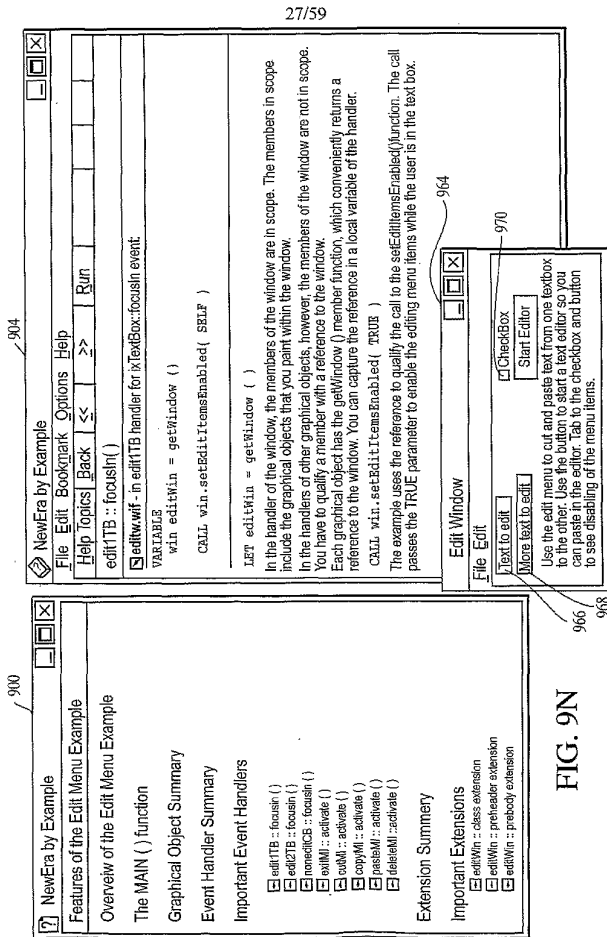 27/59
900
? NewEra by Example
Features of the Edit Menu Example
Overveiw of the Edit Menu Example
The MAIN ( ) function
Graphical Object Summary
Event Handler Summary
Important Event Handlers
edit1TB :: focusin ( )
edit2TB :: focusin ( )
noneditCB :: focusin ( )
exitMI :: activate ( )
cutMI :: activate ( )
copyMI :: activate ( )
pasteMI :: activate ( )
deleteMI :: activate ( )
Extension Summary
Important Extensions
editWin :: class extension
editWin :: preheader extension
editWin :: prebody extension
904
NewEra by Example
File Edit Bookmark Options Help
Help Topics Back << >> Run
edit1TB :: focusIn( )
editw.wif - in edit1TB handler for ixTextBox::focusIn event:
VARIABLE
win editWin = getWindow ()
CALL win.setEditItemsEnabled( SELF )
LET editWin = getWindow ( )
In the handler of the window, the members of the window are in scope. The members in scope
include the graphical objects that you paint within the window.
In the handlers of other graphical objects, however, the members of the window are not in scope.
You have to qualify a member with a reference to the window.
Each graphical object has the getWindow () member function, which conveniently returns a
reference to the window. You can capture the reference in a local variable of the handler.
CALL win.setEditItemsEnabled( TRUE )
The example uses the reference to qualify the call to the setEditItemsEnabled()function. The call
passes the TRUE parameter to enable the editing menu items while the user is in the text box.
964
Edit Window
File Edit
Text to edit
CheckBox
970
More text to edit
Start Editor
Use the edit menu to cut and paste text from one textbox
to the other. Use the button to start a text editor so you
can paste in the editor. Tab to the checkbox and button
to see disabling of the menu items.
966
968
FIG. 9N